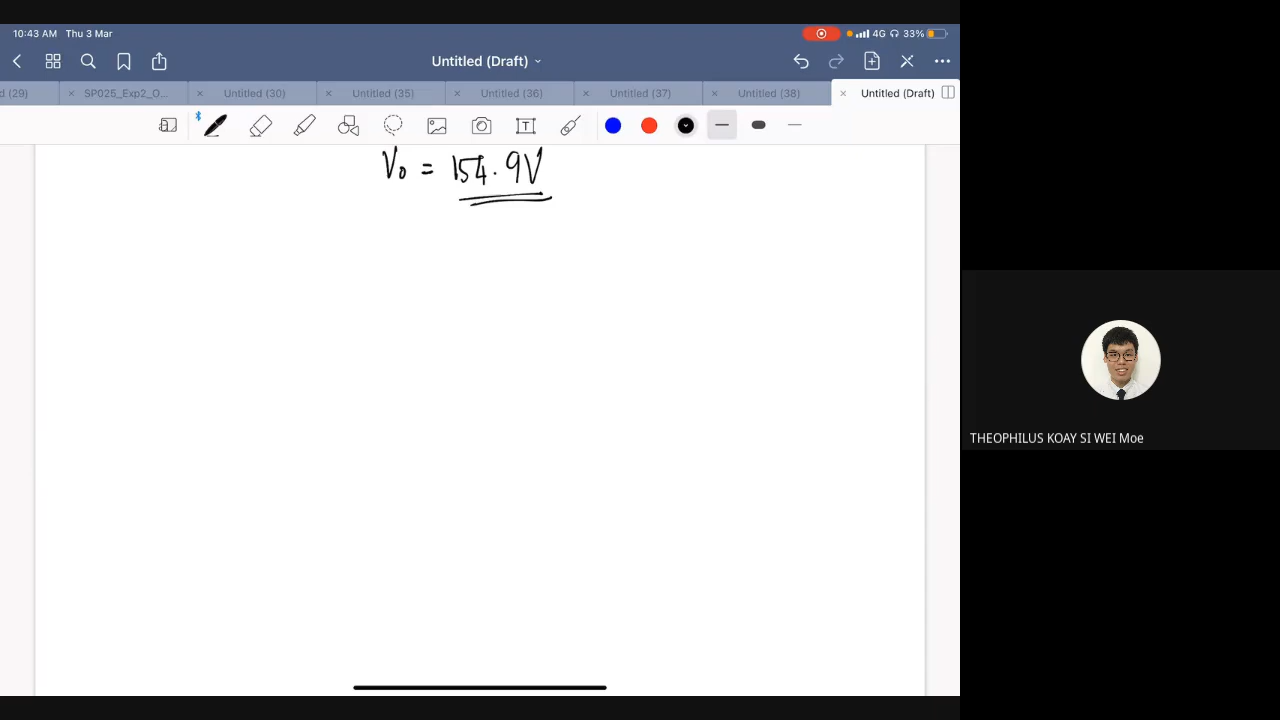 10:43 AM Thu 3 Mar
4G 33%
Untitled (Draft)
d (29)
SP025_Exp2_O...
Untitled (30)
Untitled (35)
Untitled (36)
Untitled (37)
Untitled (38)
Untitled (Draft)
T
V₀ = 154.9V
THEOPHILUS KOAY SI WEI Moe